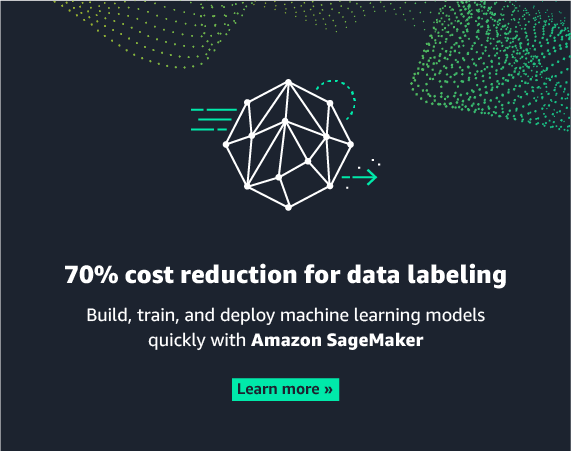 70% cost reduction for data labeling
Build, train, and deploy machine learning models
quickly with Amazon SageMaker
Learn more »